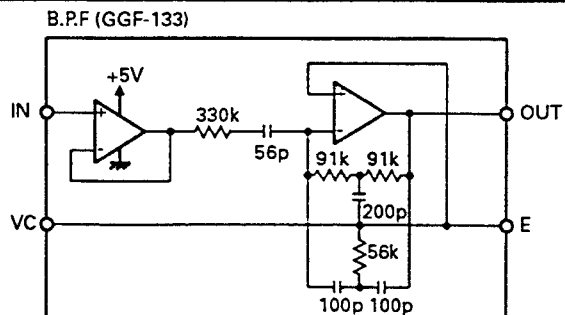 B.P.F (GGF-133)
+5V
IN
+
-
330k
56p
+
-
OUT
91k 91k
200p
VC
E
56k
100p 100p